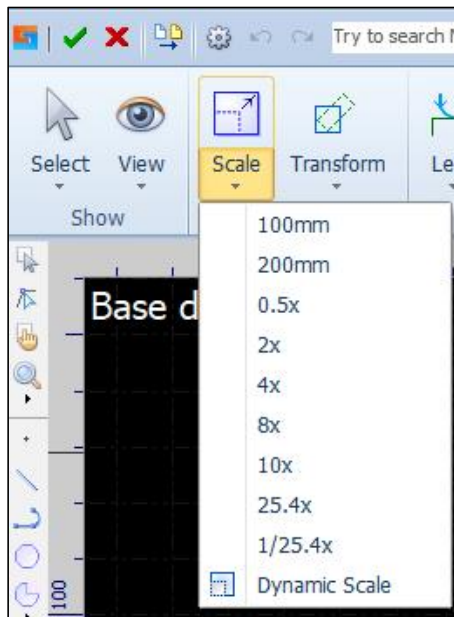 Try to search
Select View Scale Transform
Show
100mm
200mm
0.5x
2x
4x
8x
10x
25.4x
1/25.4x
Dynamic Scale
Base
100